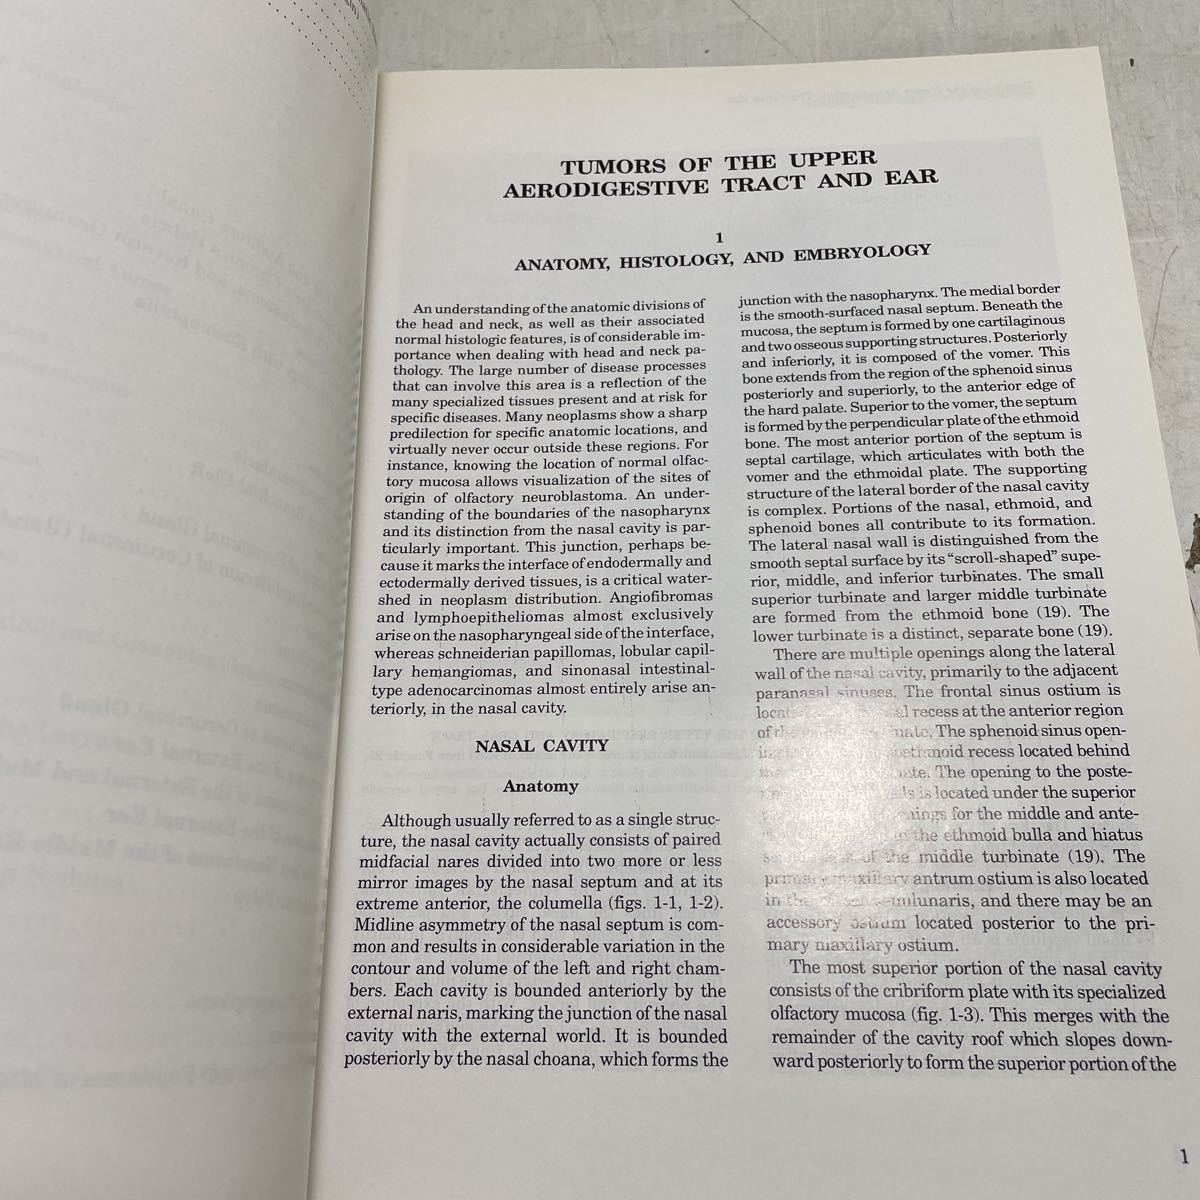 TUMORS OF THE UPPER
AERODIGESTIVE TRACT AND EAR
1
ANATOMY, HISTOLOGY, AND EMBRYOLOGY
An understanding of the anatomic divisions of
the head and neck, as well as their associated
normal histologic features, is of considerable im-
portance when dealing with head and neck pa-
thology. The large number of disease processes
that can involve this area is a reflection of the
many specialized tissues present and at risk for
specific diseases. Many neoplasms show a sharp
predilection for specific anatomic locations, and
virtually never occur outside these regions. For
instance, knowing the location of normal olfac-
tory mucosa allows visualization of the sites of
origin of olfactory neuroblastoma. An under-
standing of the boundaries of the nasopharynx
and its distinction from the nasal cavity is par-
ticularly important. This junction, perhaps be-
cause it marks the interface of endodermally and
ectodermally derived tissues, is a critical water-
shed in neoplasm distribution. Angiofibromas
and lymphoepitheliomas almost exclusively
arise on the nasopharyngeal side of the interface,
whereas schneiderian papillomas, lobular capil-
lary hemangiomas, and sinonasal intestinal-
type adenocarcinomas almost entirely arise an-
teriorly, in the nasal cavity.
NASAL CAVITY
Anatomy
Although usually referred to as a single struc-
ture, the nasal cavity actually consists of paired
midfacial nares divided into two more or less
mirror images by the nasal septum and at its
extreme anterior, the columella (figs. 1-1, 1-2).
Midline asymmetry of the nasal septum is com-
mon and results in considerable variation in the
contour and volume of the left and right cham-
bers. Each cavity is bounded anteriorly by the
external naris, marking the junction of the nasal
cavity with the external world. It is bounded
posteriorly by the nasal choana, which forms the
junction with the nasopharynx. The medial border
is the smooth-surfaced nasal septum. Beneath the
mucosa, the septum is formed by one cartilaginous
and two osseous supporting structures. Posteriorly
and inferiorly, it is composed of the vomer. This
bone extends from the region of the sphenoid sinus
posteriorly and superiorly, to the anterior edge of
the hard palate. Superior to the vomer, the septum
is formed by the perpendicular plate of the ethmoid
bone. The most anterior portion of the septum is
septal cartilage, which articulates with both the
vomer and the ethmoidal plate. The supporting
structure of the lateral border of the nasal cavity
is complex. Portions of the nasal, ethmoid, and
sphenoid bones all contribute to its formation.
The lateral nasal wall is distinguished from the
smooth septal surface by its "scroll-shaped" supe-
rior, middle, and inferior turbinates. The small
superior turbinate and larger middle turbinate
are formed from the ethmoid bone (19). The
lower turbinate is a distinct, separate bone (19).
There are multiple openings along the lateral
wall of the nasal cavity, primarily to the adjacent
paranasal sinuses. The frontal sinus ostium is
recess at the anterior region
of the The sphenoid sinus open-
recess located behind
The opening to the poste-
is located under the superior
for the middle and ante-
the ethmoid bulla and hiatus
of the middle turbinate (19). The
primary maxillary antrum ostium is also located
in the and there may be an
accessory ostium located posterior to the pri-
mary maxillary ostium.
The most superior portion of the nasal cavity
consists of the cribriform plate with its specialized
olfactory mucosa (fig. 1-3). This merges with the
remainder of the cavity roof which slopes down-
ward posteriorly to form the superior portion of the
1